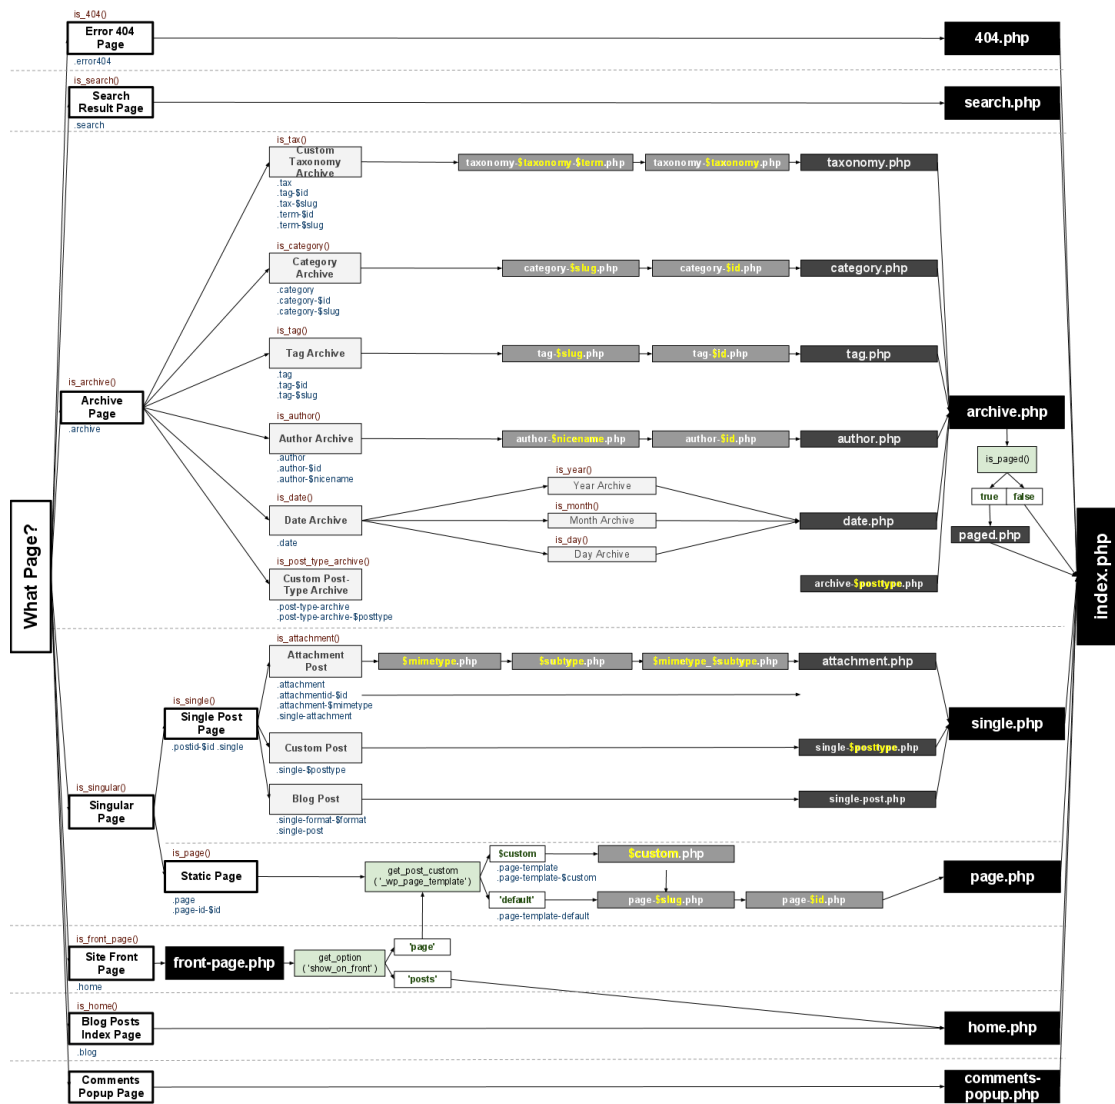 is_404()
Error 404
Page
.error404
404.php
is_search()
Search
Result Page
.search
search.php
is_tax()
Custom
Taxonomy
Archive
.tax
.tag-$id
.tax-$slug
.term-$id
.term-$slug
taxonomy-$taxonomy-$term.php
taxonomy-$taxonomy.php
taxonomy.php
is_category()
Category
Archive
.category
.category-$id
.category-$slug
category-$slug.php
category-$id.php
category.php
is_tag()
Tag Archive
.tag
.tag-$id
.tag-$slug
tag-$slug.php
tag-$Id.php
tag.php
is_archive()
Archive
Page
.archive
is_author()
Author Archive
.author
.author-$id
.author-$nicename
author-$nicename.php
author-$id.php
author.php
archive.php
is_paged()
true
false
paged.php
is_date()
Date Archive
.date
is_year()
Year Archive
is_month()
Month Archive
is_day()
Day Archive
date.php
is_post_type_archive()
Custom Post-
Type Archive
.post-type-archive
.post-type-archive-$posttype
archive-$posttype.php
What Page?
index.php
is_attachment()
Attachment
Post
.attachment
.attachmentid-$id
.attachment-$mimetype
.single-attachment
$mimetype.php
$subtype.php
$mimetype_$subtype.php
attachment.php
is_single()
Single Post
Page
.postid-$id .single
single.php
Custom Post
.single-$posttype
single-$posttype.php
is_singular()
Singular
Page
Blog Post
.single-format-$format
.single-post
single-post.php
is_page()
Static Page
.page
.page-id-$id
get_post_custom
( '_wp_page_template' )
$custom
.page-template
.page-template-$custom
$custom.php
'default'
.page-template-default
page-$slug.php
page-$id.php
page.php
is_front_page()
Site Front
Page
.home
front-page.php
get_option
( 'show_on_front' )
'page'
'posts'
is_home()
Blog Posts
Index Page
.blog
home.php
Comments
Popup Page
comments-
popup.php